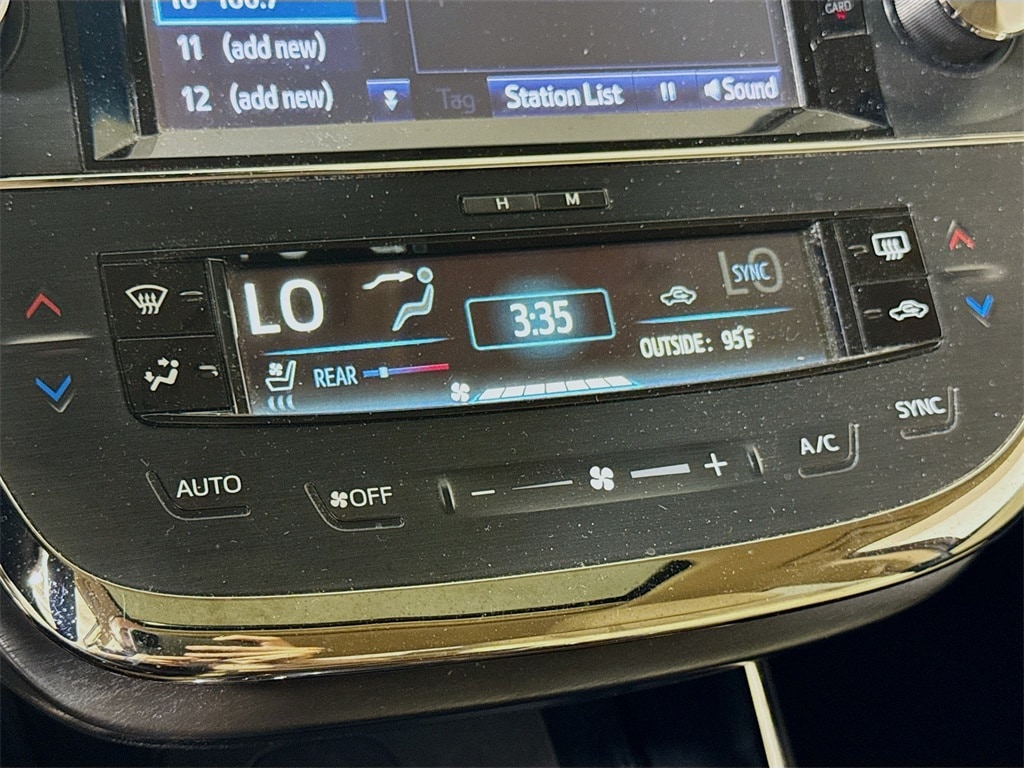 CARD
11 (add new)
12 (add new)
Tag
Station List
Sound
H M
LO
3:35
LO
SYNC
REAR
OUTSIDE: 95°F
AUTO
OFF
- +
A/C
SYNC